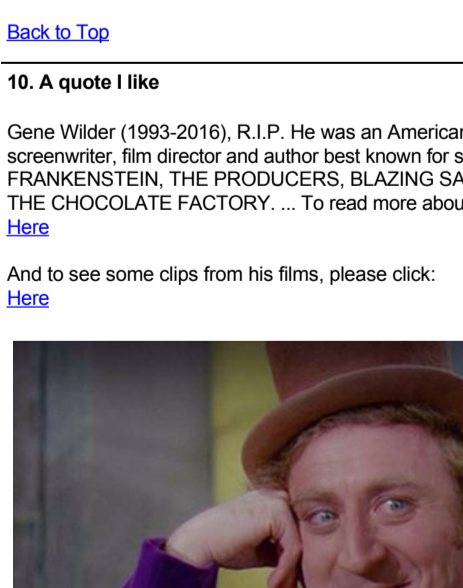 Back to Top
10. A quote I like
Gene Wilder (1993-2016), R.I.P. He was an American
screenwriter, film director and author best known for s
FRANKENSTEIN, THE PRODUCERS, BLAZING SA
THE CHOCOLATE FACTORY. ... To read more abou
Here
And to see some clips from his films, please click:
Here